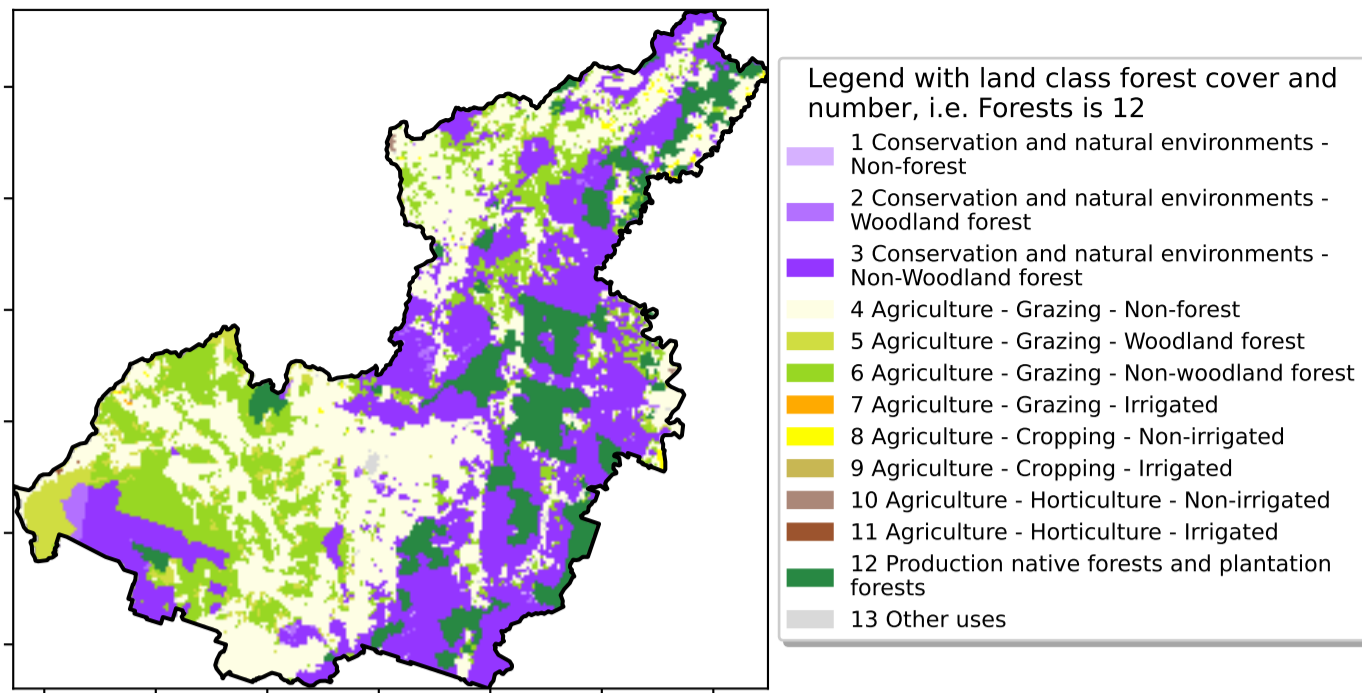 Legend with land class forest cover and
number, i.e. Forests is 12
1 Conservation and natural environments -
Non-forest
2 Conservation and natural environments -
Woodland forest
3 Conservation and natural environments -
Non-Woodland forest
4 Agriculture - Grazing - Non-forest
5 Agriculture - Grazing - Woodland forest
6 Agriculture - Grazing - Non-woodland forest
7 Agriculture - Grazing - Irrigated
8 Agriculture - Cropping - Non-irrigated
9 Agriculture - Cropping - Irrigated
10 Agriculture - Horticulture - Non-irrigated
11 Agriculture - Horticulture - Irrigated
12 Production native forests and plantation
forests
13 Other uses